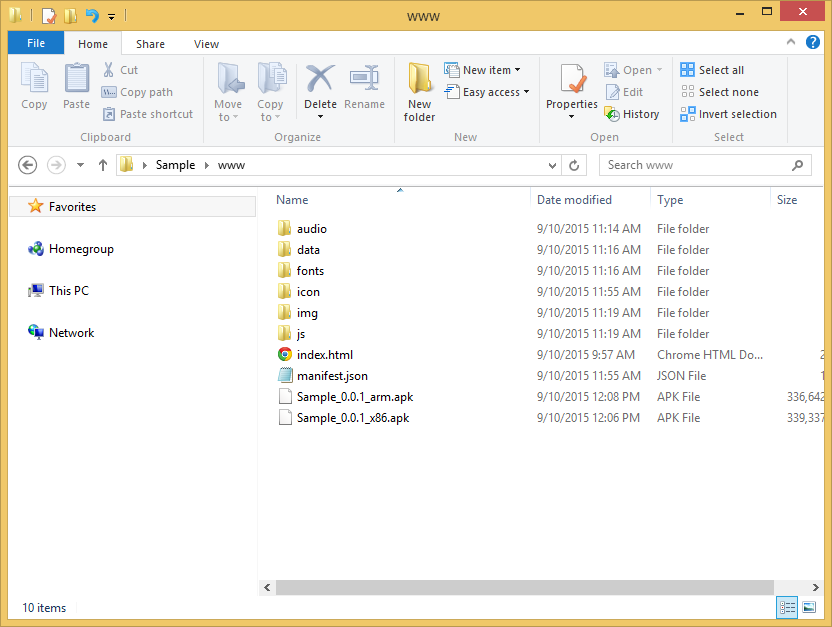 www
File Home Share View
Copy
Paste
Cut
Copy path
Paste shortcut
Clipboard
Move to
Copy to
Delete
Rename
Organize
New folder
New item
Easy access
New
Properties
Open
Edit
History
Open
Select all
Select none
Invert selection
Select
Sample www
Search www
Favorites
Homegroup
This PC
Network
Name Date modified Type Size
audio 9/10/2015 11:14 AM File folder
data 9/10/2015 11:16 AM File folder
fonts 9/10/2015 11:16 AM File folder
icon 9/10/2015 11:55 AM File folder
img 9/10/2015 11:19 AM File folder
js 9/10/2015 11:19 AM File folder
index.html 9/10/2015 9:57 AM Chrome HTML Do...
manifest.json 9/10/2015 11:55 AM JSON File
Sample_0.0.1_arm.apk 9/10/2015 12:08 PM APK File 336,642
Sample_0.0.1_x86.apk 9/10/2015 12:06 PM APK File 339,337
10 items